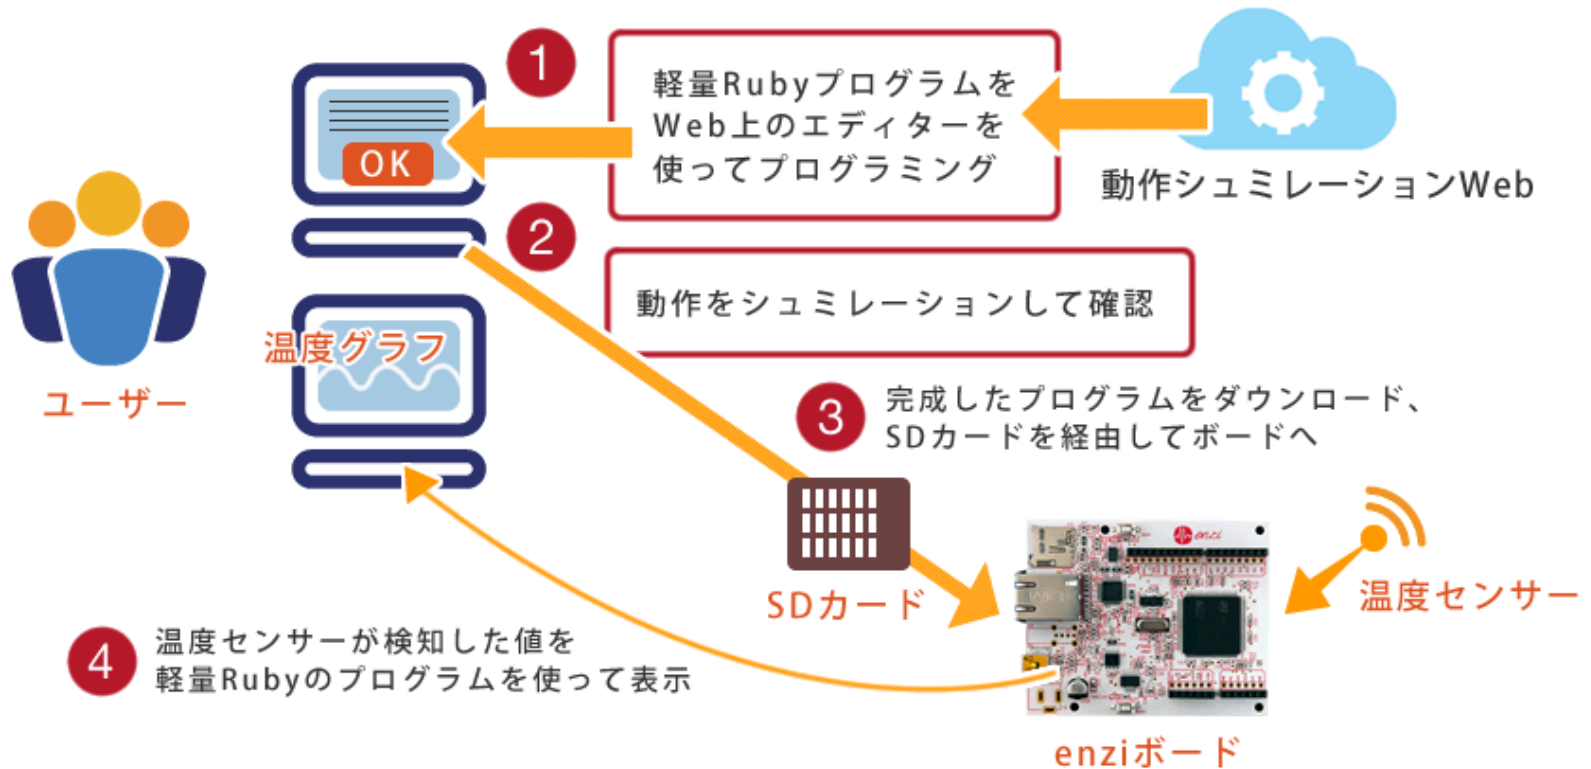 1
軽量Rubyプログラムを
Web上のエディターを
使ってプログラミング
動作シュミレーションWeb
OK
2
動作をシュミレーションして確認
温度グラフ
ユーザー
3
完成したプログラムをダウンロード、
SDカードを経由してボードへ
SDカード
enzi
温度センサー
4
温度センサーが検知した値を
軽量Rubyのプログラムを使って表示
enziボード